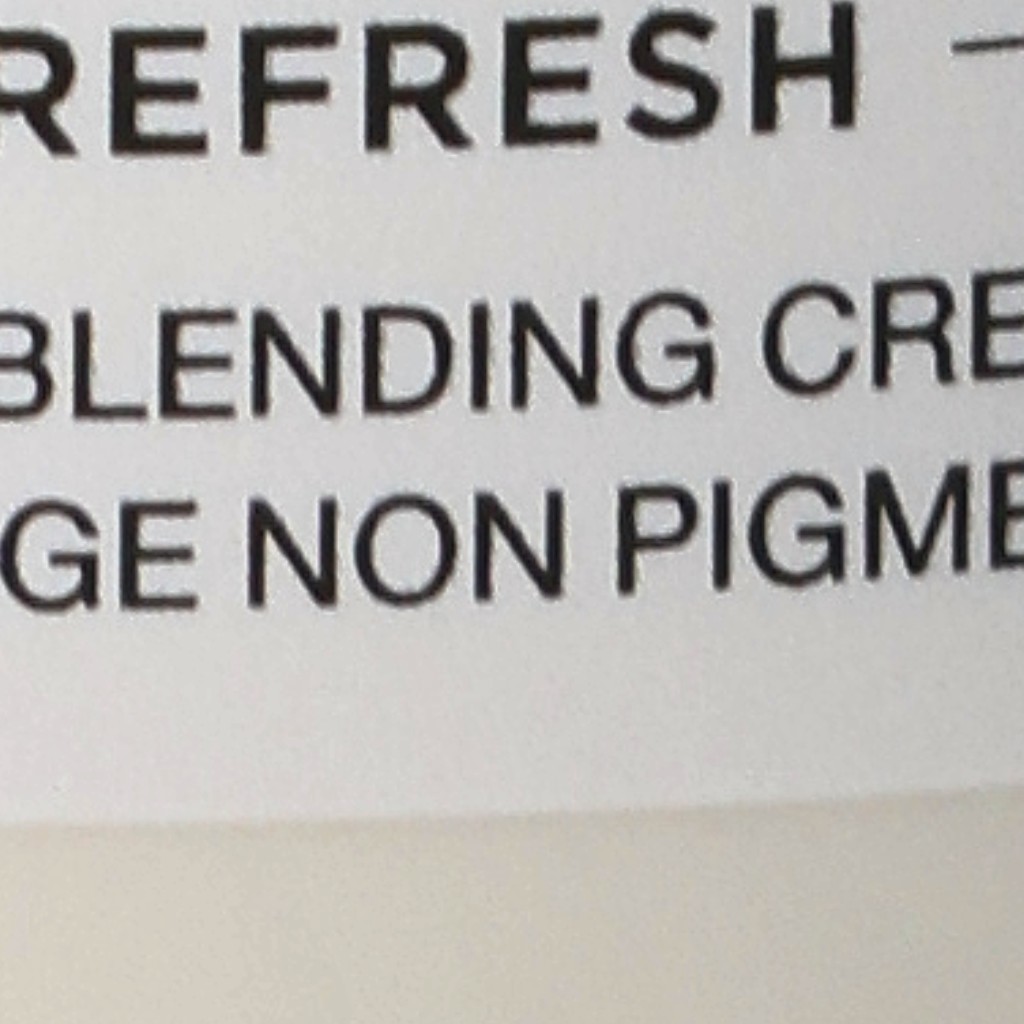 REFRESH —
BLENDING CRE
GE NON PIGME